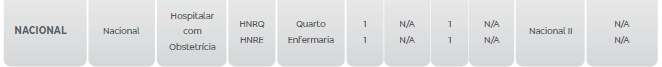 NACIONAL
Nacional
Hospitalar
com
Obstetrícia
HNRQ
HNRE
Quarto
Enfermaria
1
1
N/A
N/A
1
1
N/A
N/A
Nacional II
N/A
N/A